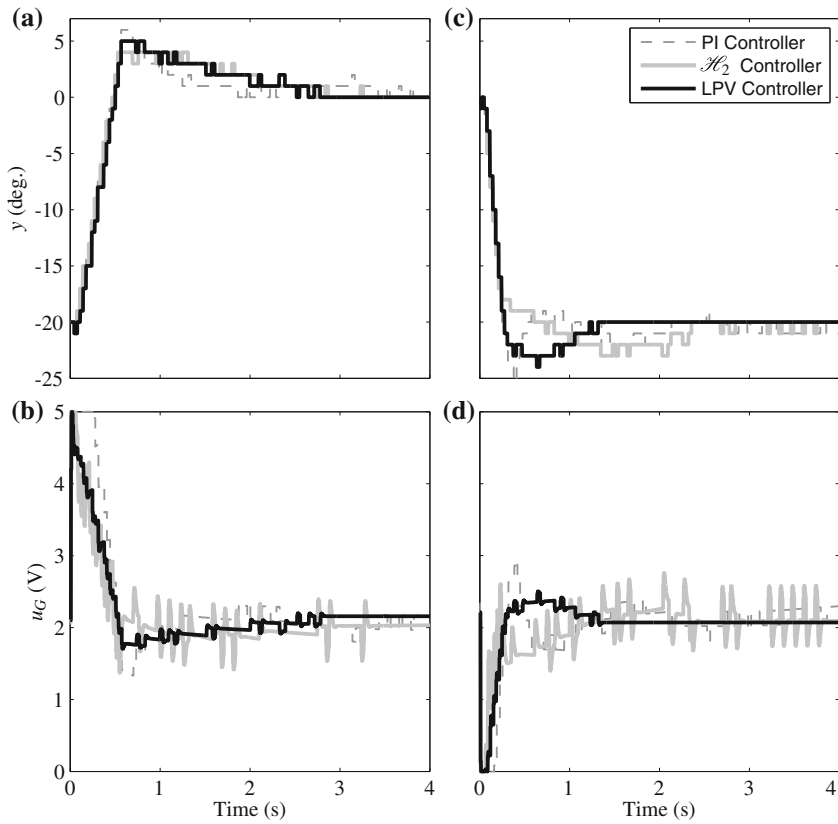 (a)
5
0
-5
-10
-15
-20
-25
y (deg.)
(c)
PI Controller
ℋ₂ Controller
LPV Controller
(b)
5
4
3
2
1
0
u_G (V)
0 1 2 3 4
Time (s)
(d)
0 1 2 3 4
Time (s)